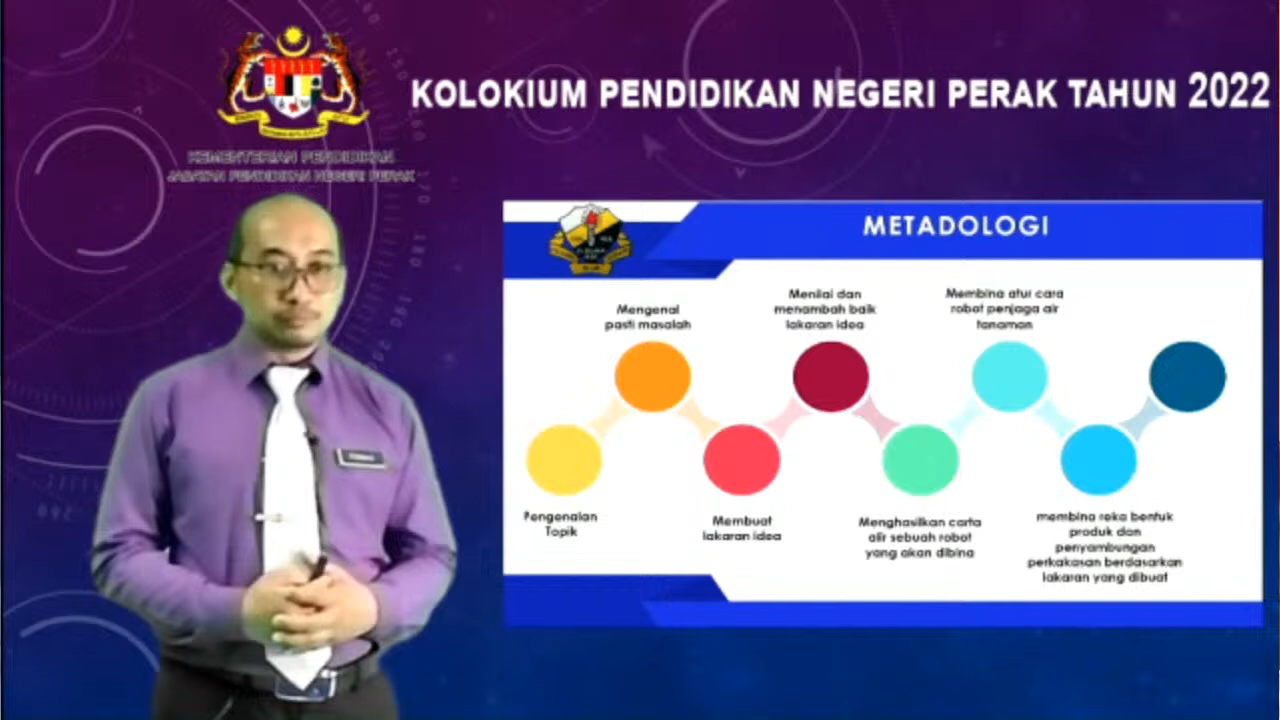 KOLOKIUM PENDIDIKAN NEGERI PERAK TAHUN 2022
KEMENTERIAN PENDIDIKAN
JABATAN PENDIDIKAN NEGERI PERAK
METADOLOGI
Mengenal
pasti masalah
Menilai dan
menambah baik
lakaran idea
Membina atur cara
robot penjaga air
tanaman
Pengenalan
Topik
Membuat
lakaran idea
Menghasilkan carta
alir sebuah robot
yang akan dibina
membina reka bentuk
produk dan
penyambungan
perkakasan berdasarkan
lakaran yang dibuat